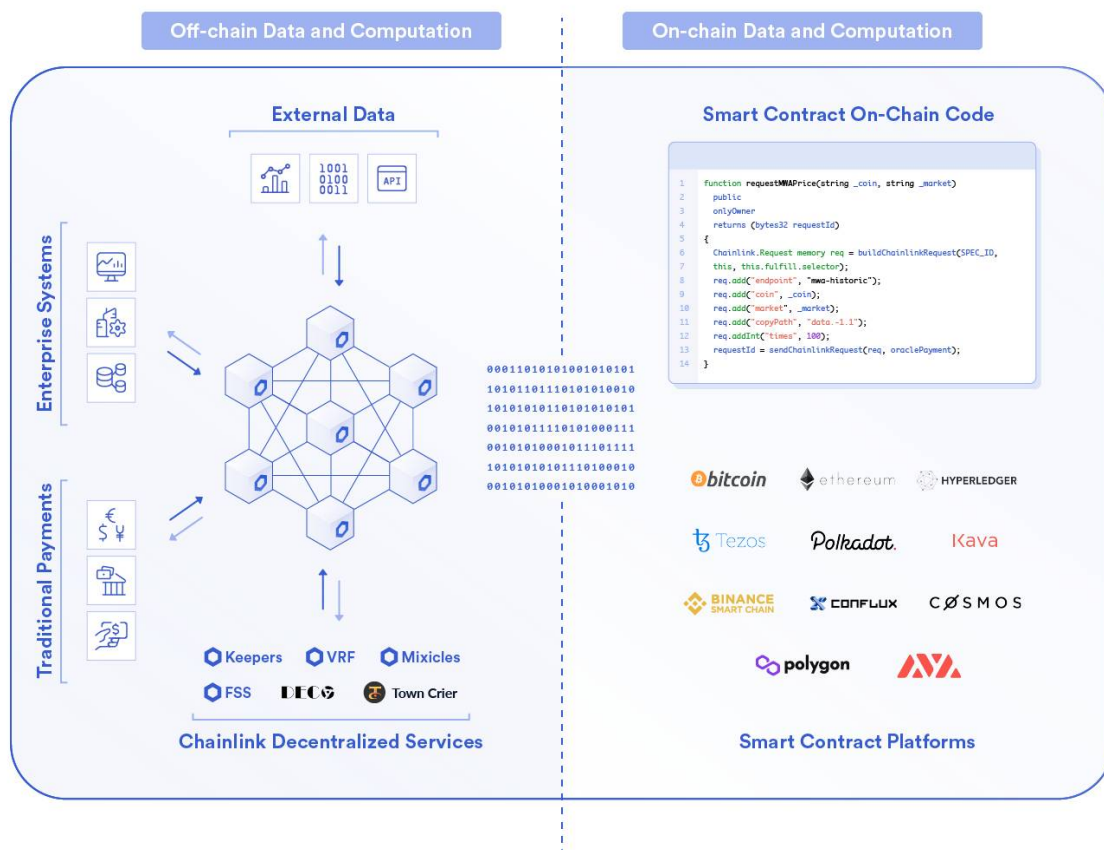 Off-chain Data and Computation
On-chain Data and Computation
External Data
1001
0100
0011
API
Enterprise Systems
Traditional Payments
€
$ ¥
$
Keepers
VRF
Mixicles
FSS
DECO
Town Crier
Chainlink Decentralized Services
00011010101001010101
10101101110101010010
10101010110101010101
00101011110101000111
00101010001011101111
10101010101110100010
00101010001010001010
Smart Contract On-Chain Code
1 function requestMWAPrice(string _coin, string _market)
2 public
3 onlyOwner
4 returns (bytes32 requestId)
5 {
6 Chainlink.Request memory req = buildChainlinkRequest(SPEC_ID,
7 this, this.fulfill.selector);
8 req.add("endpoint", "mwa-historic");
9 req.add("coin", _coin);
10 req.add("market", _market);
11 req.add("copyPath", "data.-1.1");
12 req.addInt("times", 100);
13 requestId = sendChainlinkRequest(req, oraclePayment);
14 }
bitcoin
ethereum
HYPERLEDGER
Tezos
Polkadot.
Kava
BINANCE
SMART CHAIN
CONFLUX
COSMOS
polygon
AVA
Smart Contract Platforms